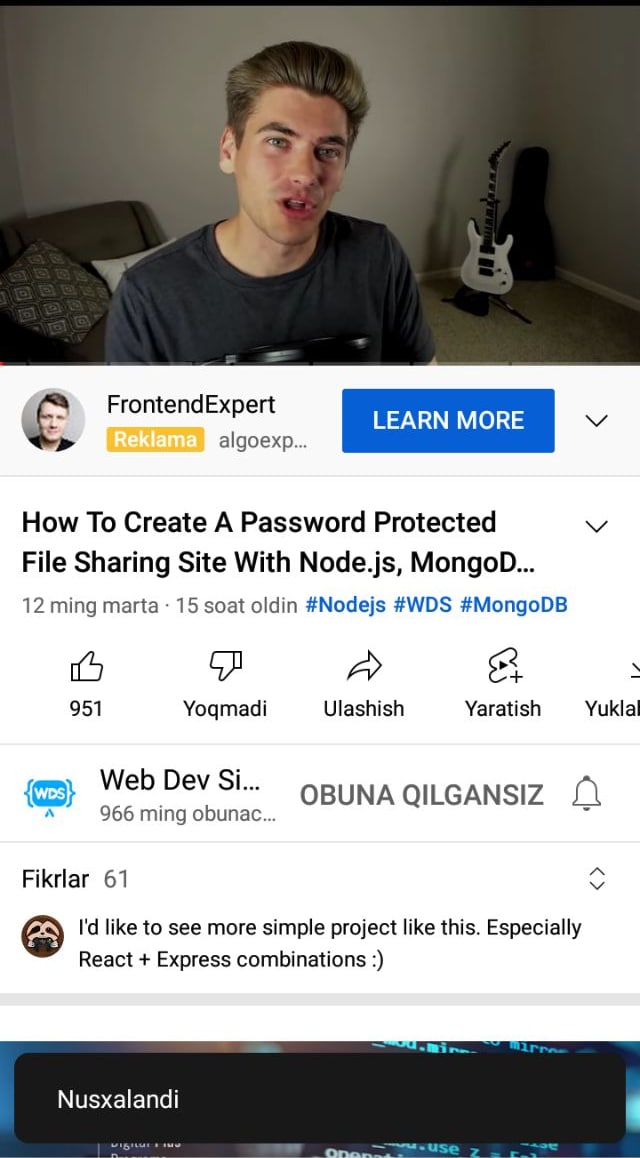 FrontendExpert
Reklama algoexp...
LEARN MORE
How To Create A Password Protected
File Sharing Site With Node.js, MongoD...
12 ming marta · 15 soat oldin #Nodejs #WDS #MongoDB
951 Yoqmadi Ulashish Yaratish Yuklal
{WDS}
Web Dev Si...
966 ming obunac...
OBUNA QILGANSIZ
Fikrlar 61
I'd like to see more simple project like this. Especially
React + Express combinations :)
Nusxalandi